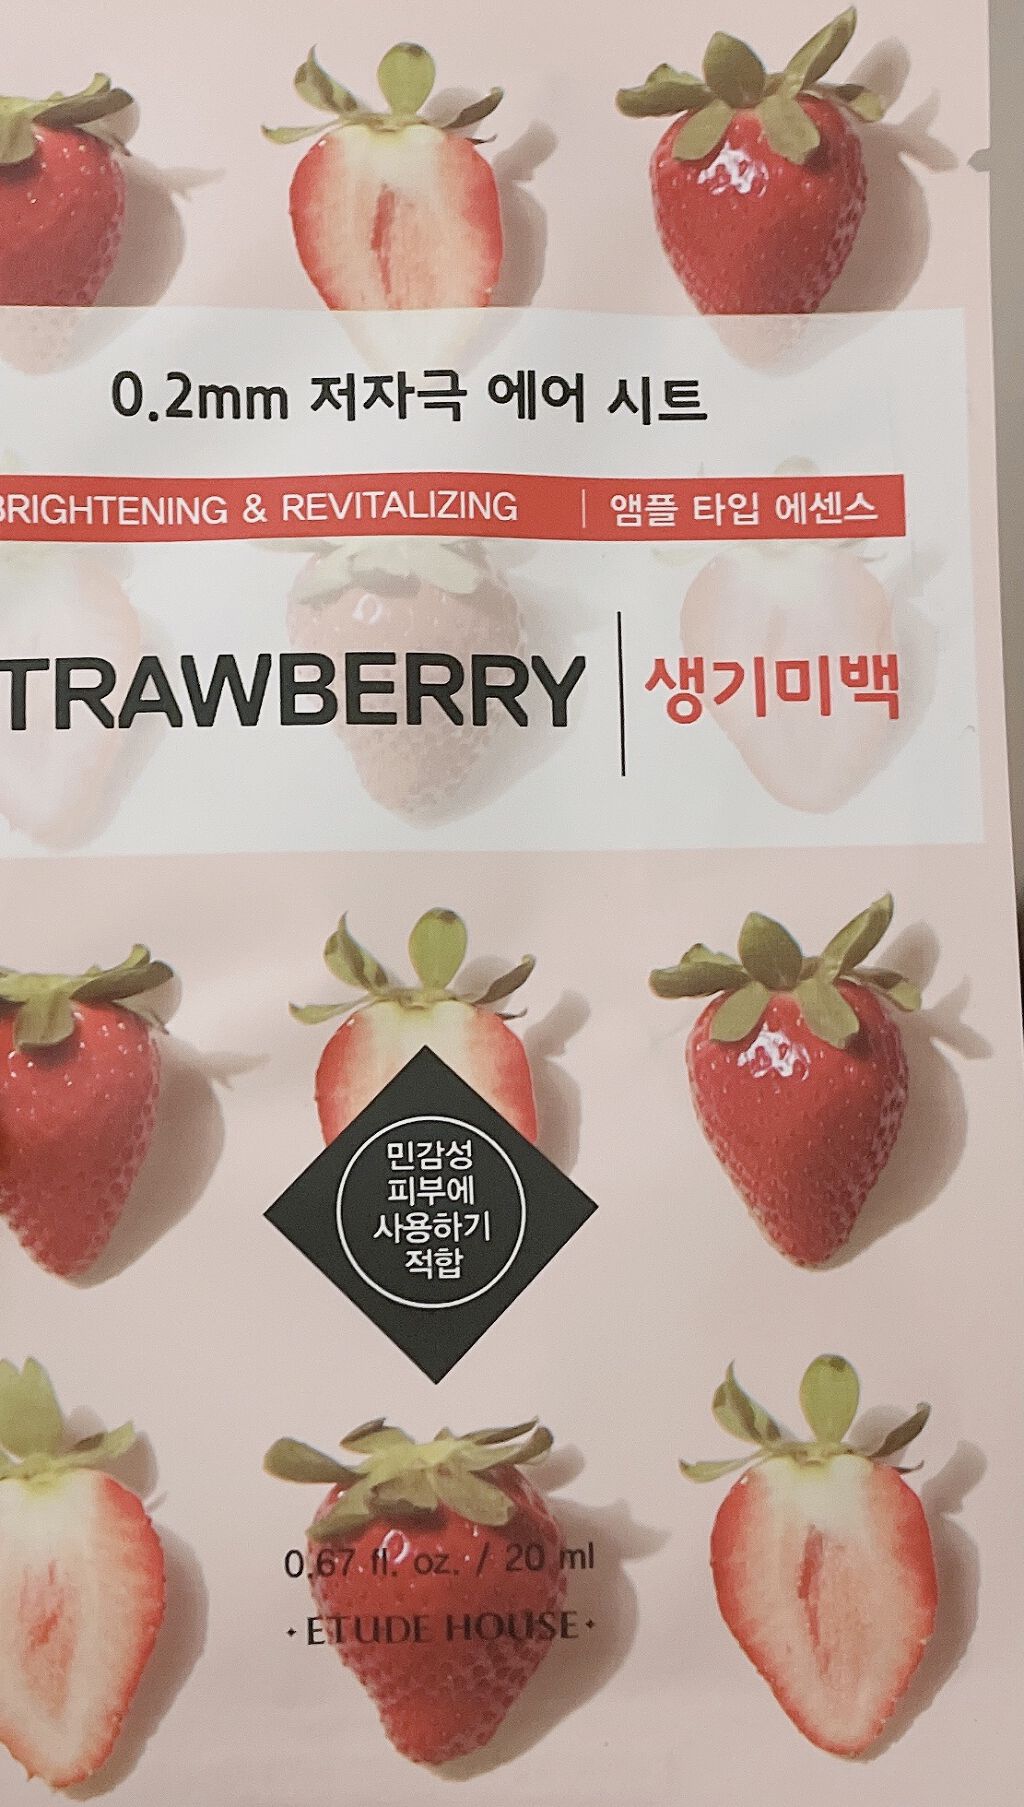 0.2mm 저자극 에어 시트
BRIGHTENING & REVITALIZING | 앰플 타입 에센스
TRAWBERRY | 생기미백
민감성
피부에
사용하기
적합
0.67 fl. oz. / 20 ml
·ETUDE HOUSE·